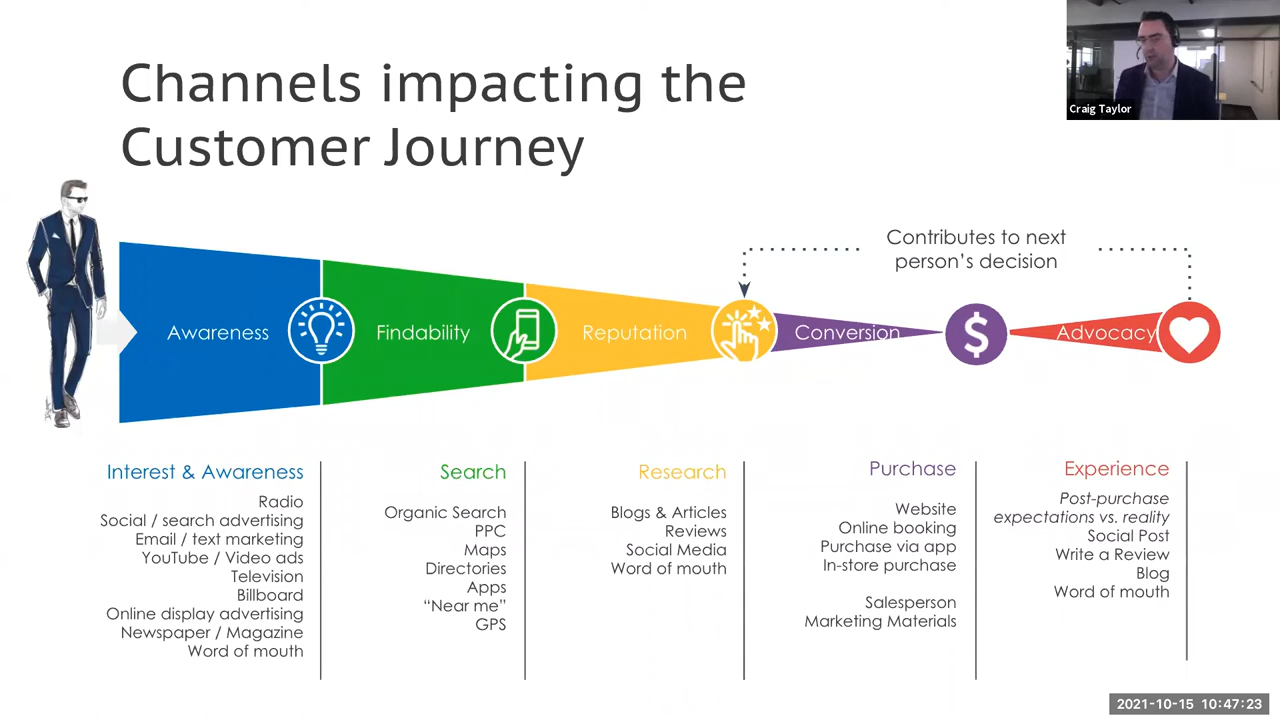 Channels impacting the
Customer Journey
Craig Taylor
Contributes to next
person's decision
Awareness
Findability
Reputation
Conversion
$
Advocacy
Interest & Awareness
Radio
Social / search advertising
Email / text marketing
YouTube / Video ads
Television
Billboard
Online display advertising
Newspaper / Magazine
Word of mouth
Search
Organic Search
PPC
Maps
Directories
Apps
“Near me”
GPS
Research
Blogs & Articles
Reviews
Social Media
Word of mouth
Purchase
Website
Online booking
Purchase via app
In-store purchase
Salesperson
Marketing Materials
Experience
Post-purchase
expectations vs. reality
Social Post
Write a Review
Blog
Word of mouth
2021-10-15 10:47:23